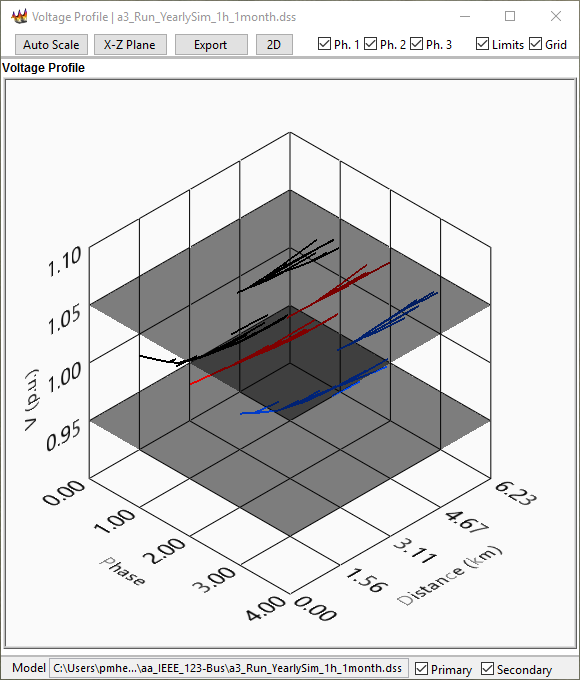 Voltage Profile | a3_Run_YearlySim_1h_1month.dss
Auto Scale X-Z Plane Export 2D Ph. 1 Ph. 2 Ph. 3 Limits Grid
Voltage Profile
1.10
1.05
1.00
0.95
V (p.u.)
0.00
1.00
2.00
3.00
4.00
Phase
0.00
1.56
3.11
4.67
6.23
Distance (km)
Model C:\Users\pmhe...\aa_IEEE_123-Bus\a3_Run_YearlySim_1h_1month.dss Primary Secondary